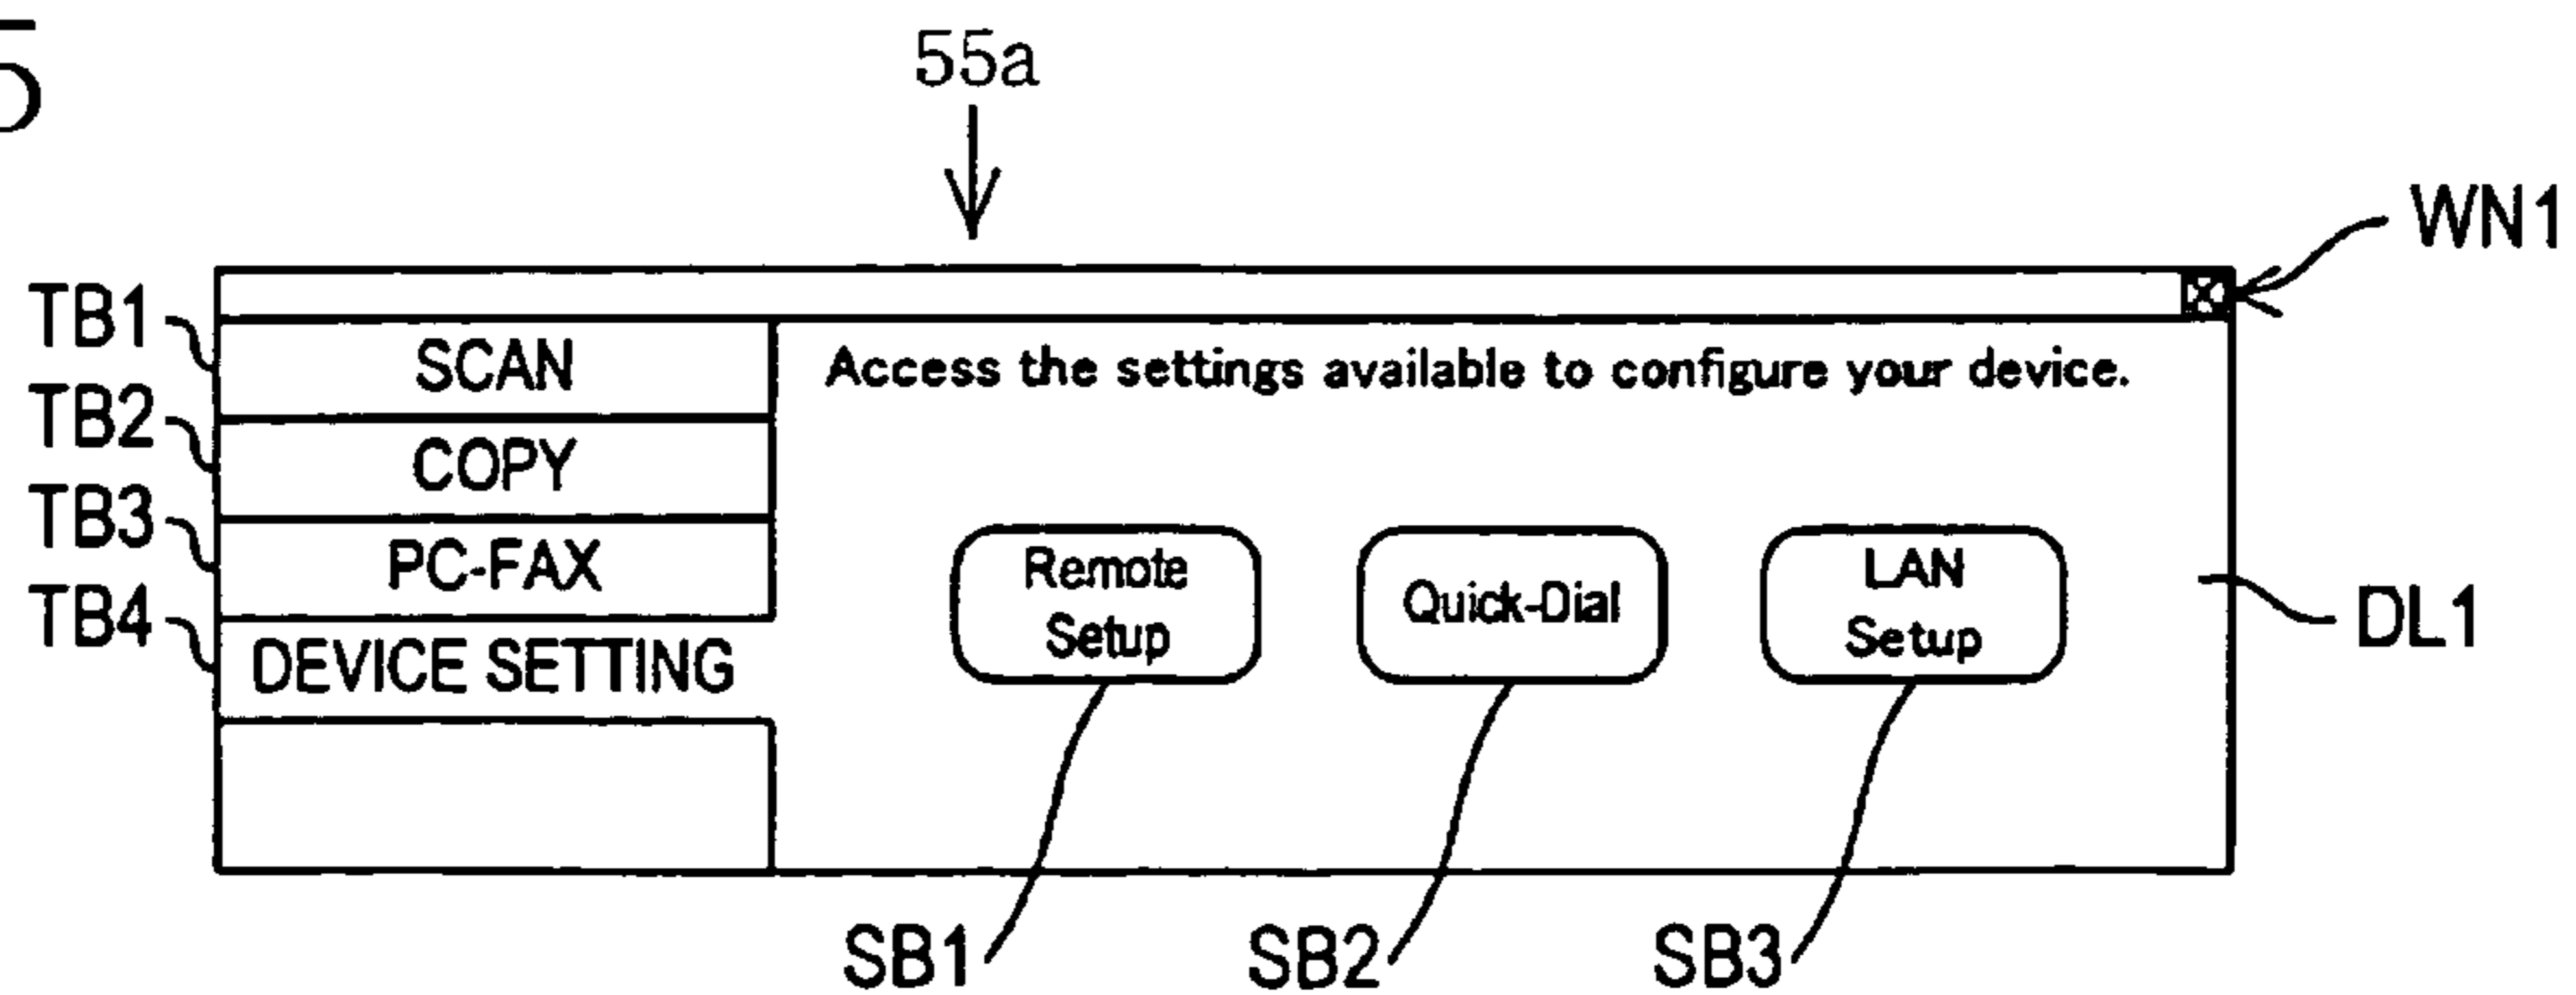 5
55a
WN1
TB1
SCAN
Access the settings available to configure your device.
TB2
COPY
TB3
PC-FAX
TB4
DEVICE SETTING
Remote
Setup
Quick-Dial
LAN
Setup
DL1
SB1
SB2
SB3